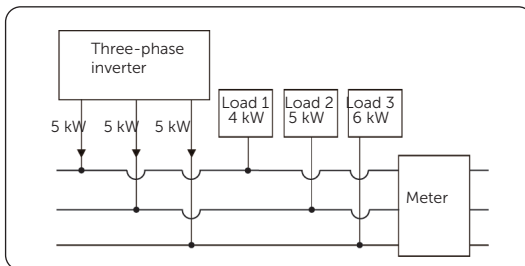 Three-phase
inverter
5 kW
5 kW
5 kW
Load 1
4 kW
Load 2
5 kW
Load 3
6 kW
Meter